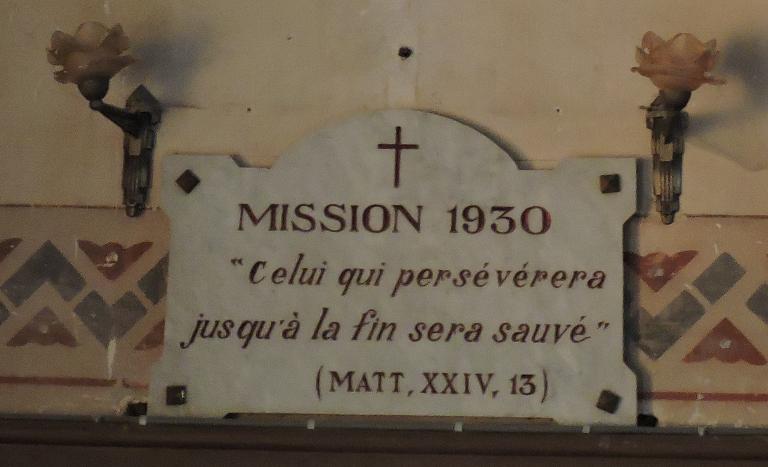 MISSION 1930
"Celui qui persévérera
jusqu'à la fin sera sauvé"
(MATT, XXIV, 13)